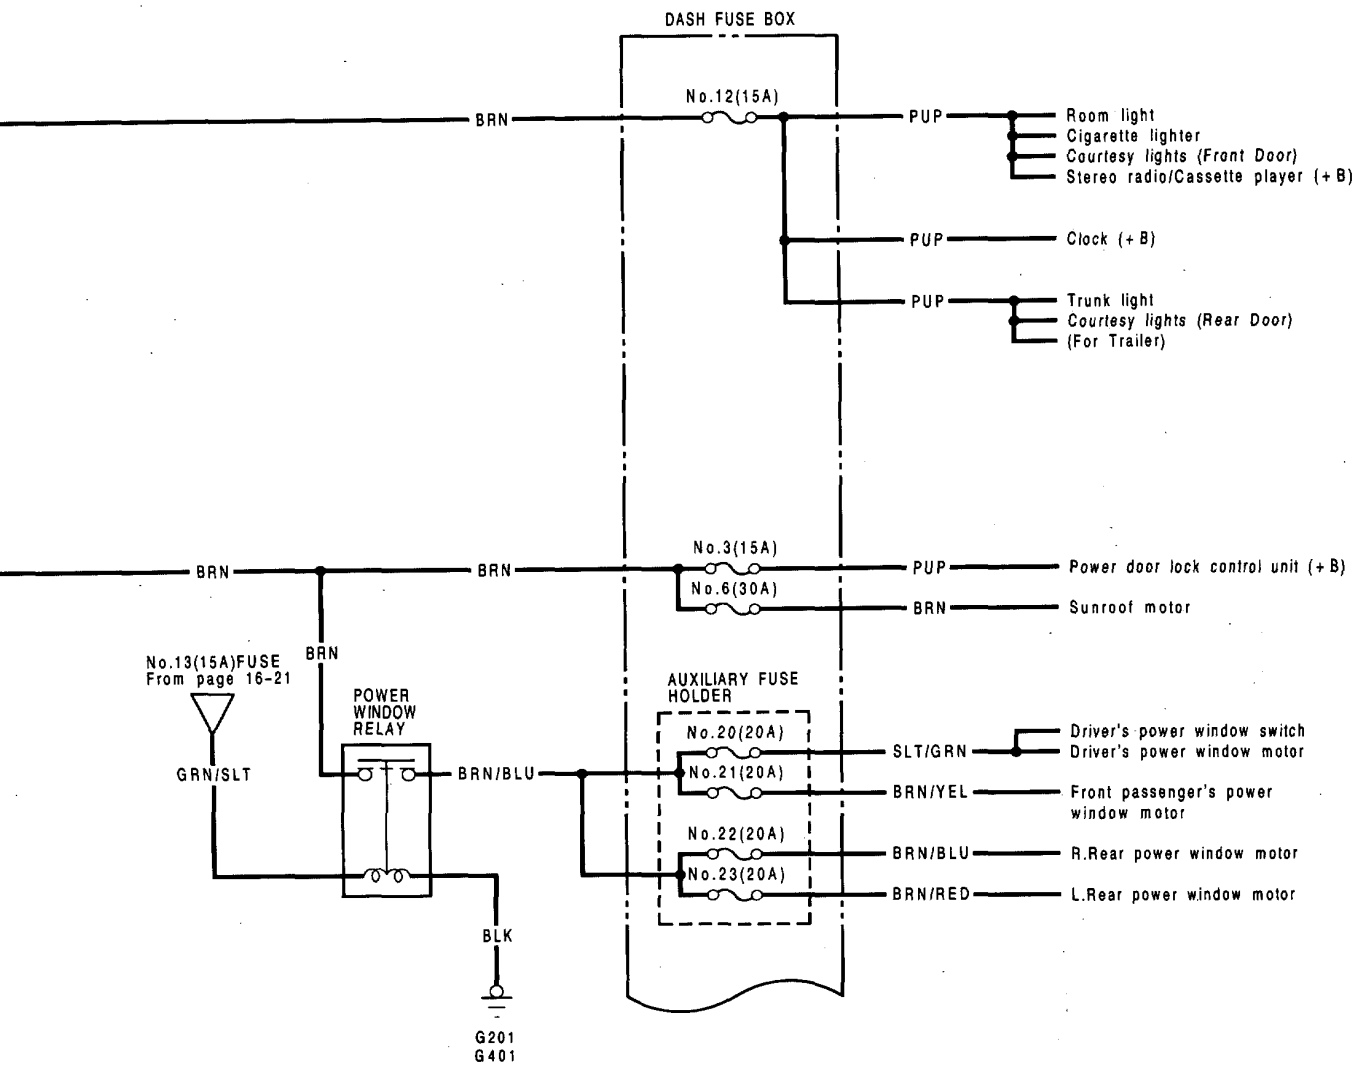 DASH FUSE BOX
No.12(15A)
BRN
PUP
Room light
Cigarette lighter
Courtesy lights (Front Door)
Stereo radio/Cassette player (+B)
PUP
Clock (+B)
PUP
Trunk light
Courtesy lights (Rear Door)
(For Trailer)
No.3(15A)
BRN
BRN
PUP
Power door lock control unit (+B)
No.6(30A)
BRN
Sunroof motor
BRN
No.13(15A)FUSE
From page 16-21
POWER
WINDOW
RELAY
AUXILIARY FUSE
HOLDER
No.20(20A)
SLT/GRN
Driver's power window switch
Driver's power window motor
GRN/SLT
BRN/BLU
No.21(20A)
BRN/YEL
Front passenger's power
window motor
No.22(20A)
BRN/BLU
R.Rear power window motor
No.23(20A)
BRN/RED
L.Rear power window motor
BLK
G201
G401